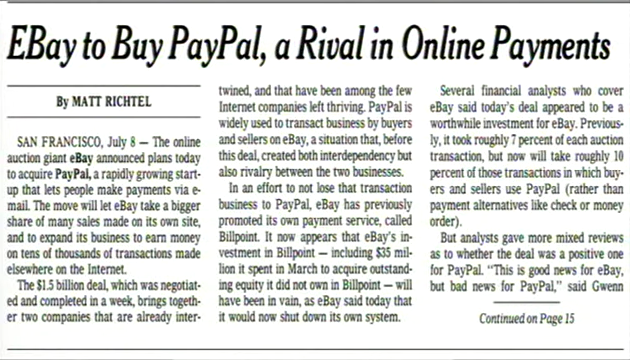 EBay to Buy PayPal, a Rival in Online Payments
By MATT RICHTEL
SAN FRANCISCO, July 8 — The online
auction giant eBay announced plans today
to acquire PayPal, a rapidly growing start-
up that lets people make payments via e-
mail. The move will let eBay take a bigger
share of many sales made on its own site,
and to expand its business to earn money
on tens of thousands of transactions made
elsewhere on the Internet.
The $1.5 billion deal, which was negotiat-
ed and completed in a week, brings togeth-
er two companies that are already inter-
twined, and that have been among the few
Internet companies left thriving. PayPal is
widely used to transact business by buyers
and sellers on eBay, a situation that, before
this deal, created both interdependency but
also rivalry between the two businesses.
In an effort to not lose that transaction
business to PayPal, eBay has previously
promoted its own payment service, called
Billpoint. It now appears that eBay's in-
vestment in Billpoint — including $35 mil-
lion it spent in March to acquire outstand-
ing equity it did not own in Billpoint — will
have been in vain, as eBay said today that
it would now shut down its own system.
Several financial analysts who cover
eBay said today's deal appeared to be a
worthwhile investment for eBay. Previous-
ly, it took roughly 7 percent of each auction
transaction, but now will take roughly 10
percent of those transactions in which buy-
ers and sellers use PayPal (rather than
payment alternatives like check or money
order).
But analysts gave more mixed reviews
as to whether the deal was a positive one
for PayPal. “This is good news for eBay,
but bad news for PayPal,” said Gwenn
Continued on Page 15